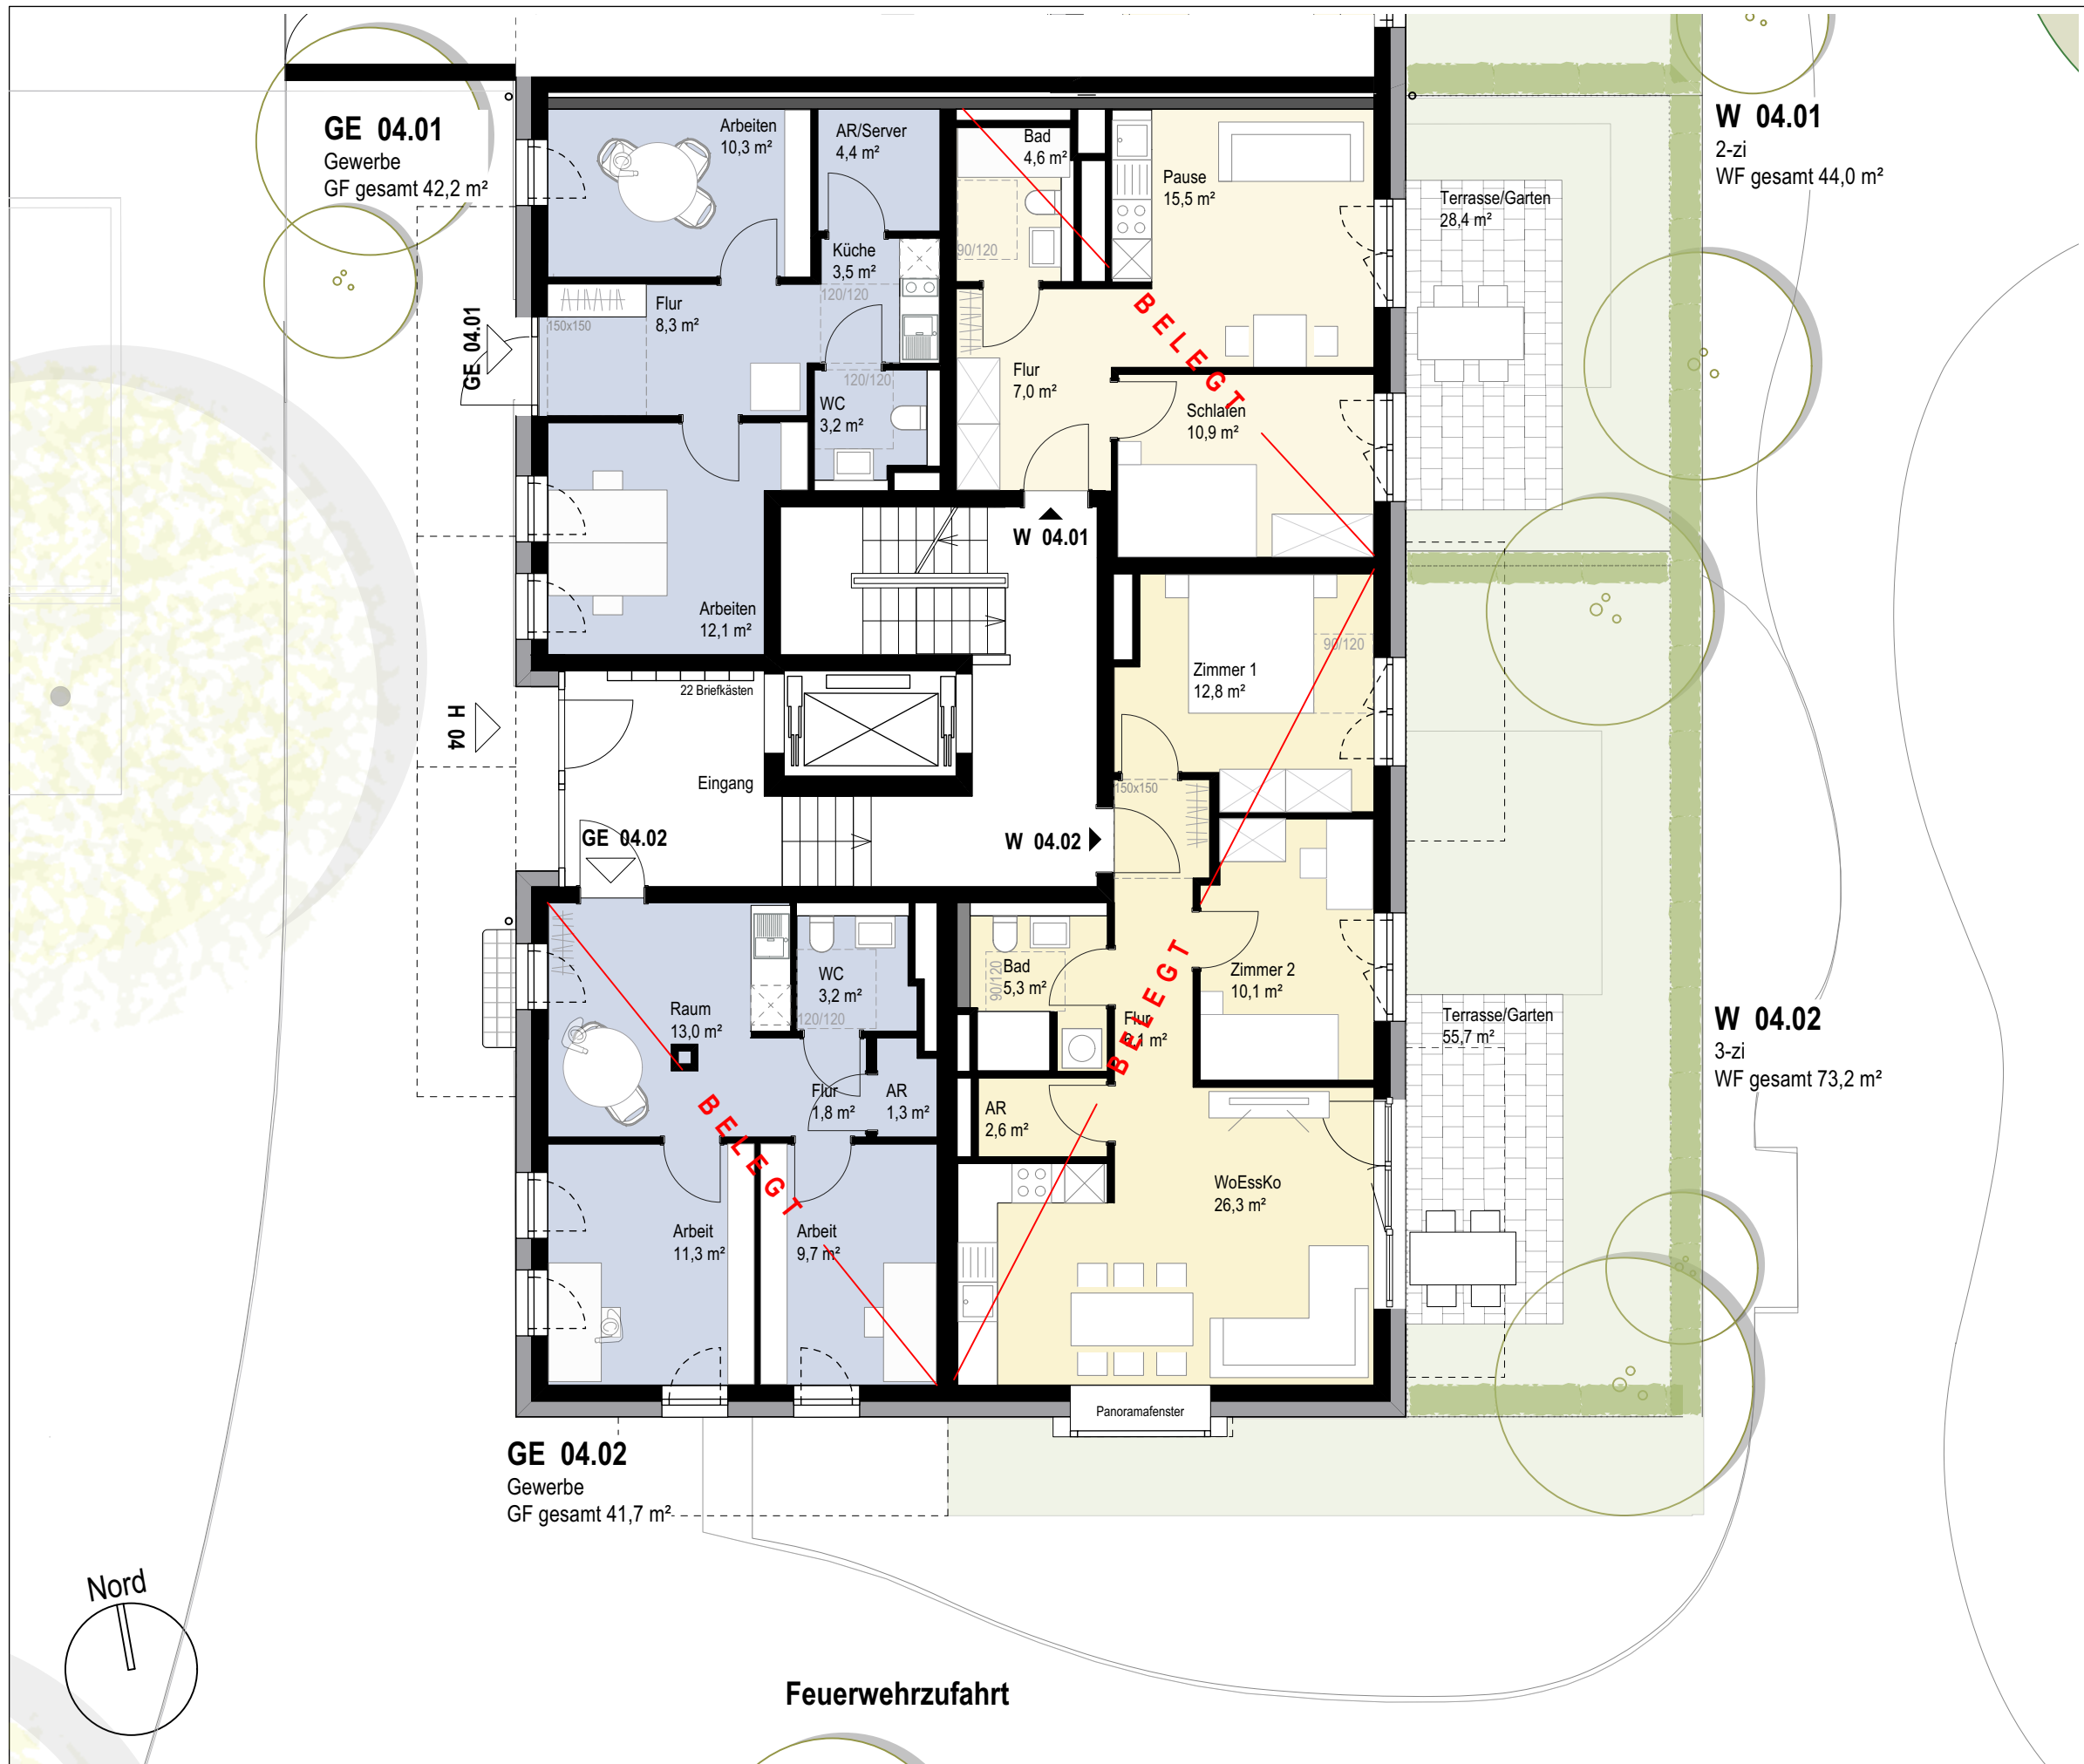 GE 04.01
Gewerbe
GF gesamt 42,2 m²
Arbeiten
10,3 m²
AR/Server
4,4 m²
Bad
4,6 m²
90/120
Pause
15,5 m²
W 04.01
2-zi
WF gesamt 44,0 m²
Terrasse/Garten
28,4 m²
Küche
3,5 m²
120/120
Flur
8,3 m²
150x150
GE 04.01
WC
3,2 m²
120/120
Flur
7,0 m²
BELEGT
Schlafen
10,9 m²
W 04.01
Arbeiten
12,1 m²
22 Briefkästen
H 04
Eingang
Zimmer 1
12,8 m²
90/120
150x150
GE 04.02
W 04.02
Raum
13,0 m²
WC
3,2 m²
120/120
Bad
5,3 m²
90/120
Zimmer 2
10,1 m²
Flur
BELEGT
Terrasse/Garten
55,7 m²
W 04.02
3-zi
WF gesamt 73,2 m²
Flur
1,8 m²
AR
1,3 m²
AR
2,6 m²
BELEGT
WoEssKo
26,3 m²
Arbeit
11,3 m²
Arbeit
9,7 m²
Panoramafenster
GE 04.02
Gewerbe
GF gesamt 41,7 m²
Nord
Feuerwehrzufahrt